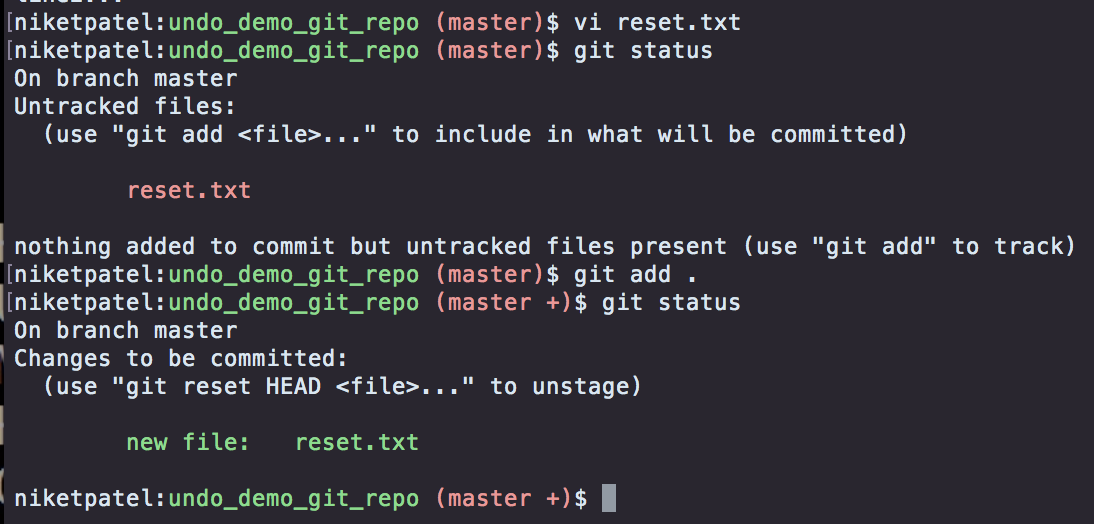 [niketpatel:undo_demo_git_repo (master)$ vi reset.txt
[niketpatel:undo_demo_git_repo (master)$ git status
On branch master
Untracked files:
  (use "git add <file>..." to include in what will be committed)

        reset.txt

nothing added to commit but untracked files present (use "git add" to track)
[niketpatel:undo_demo_git_repo (master)$ git add .
[niketpatel:undo_demo_git_repo (master +)$ git status
On branch master
Changes to be committed:
  (use "git reset HEAD <file>..." to unstage)

        new file:   reset.txt

niketpatel:undo_demo_git_repo (master +)$